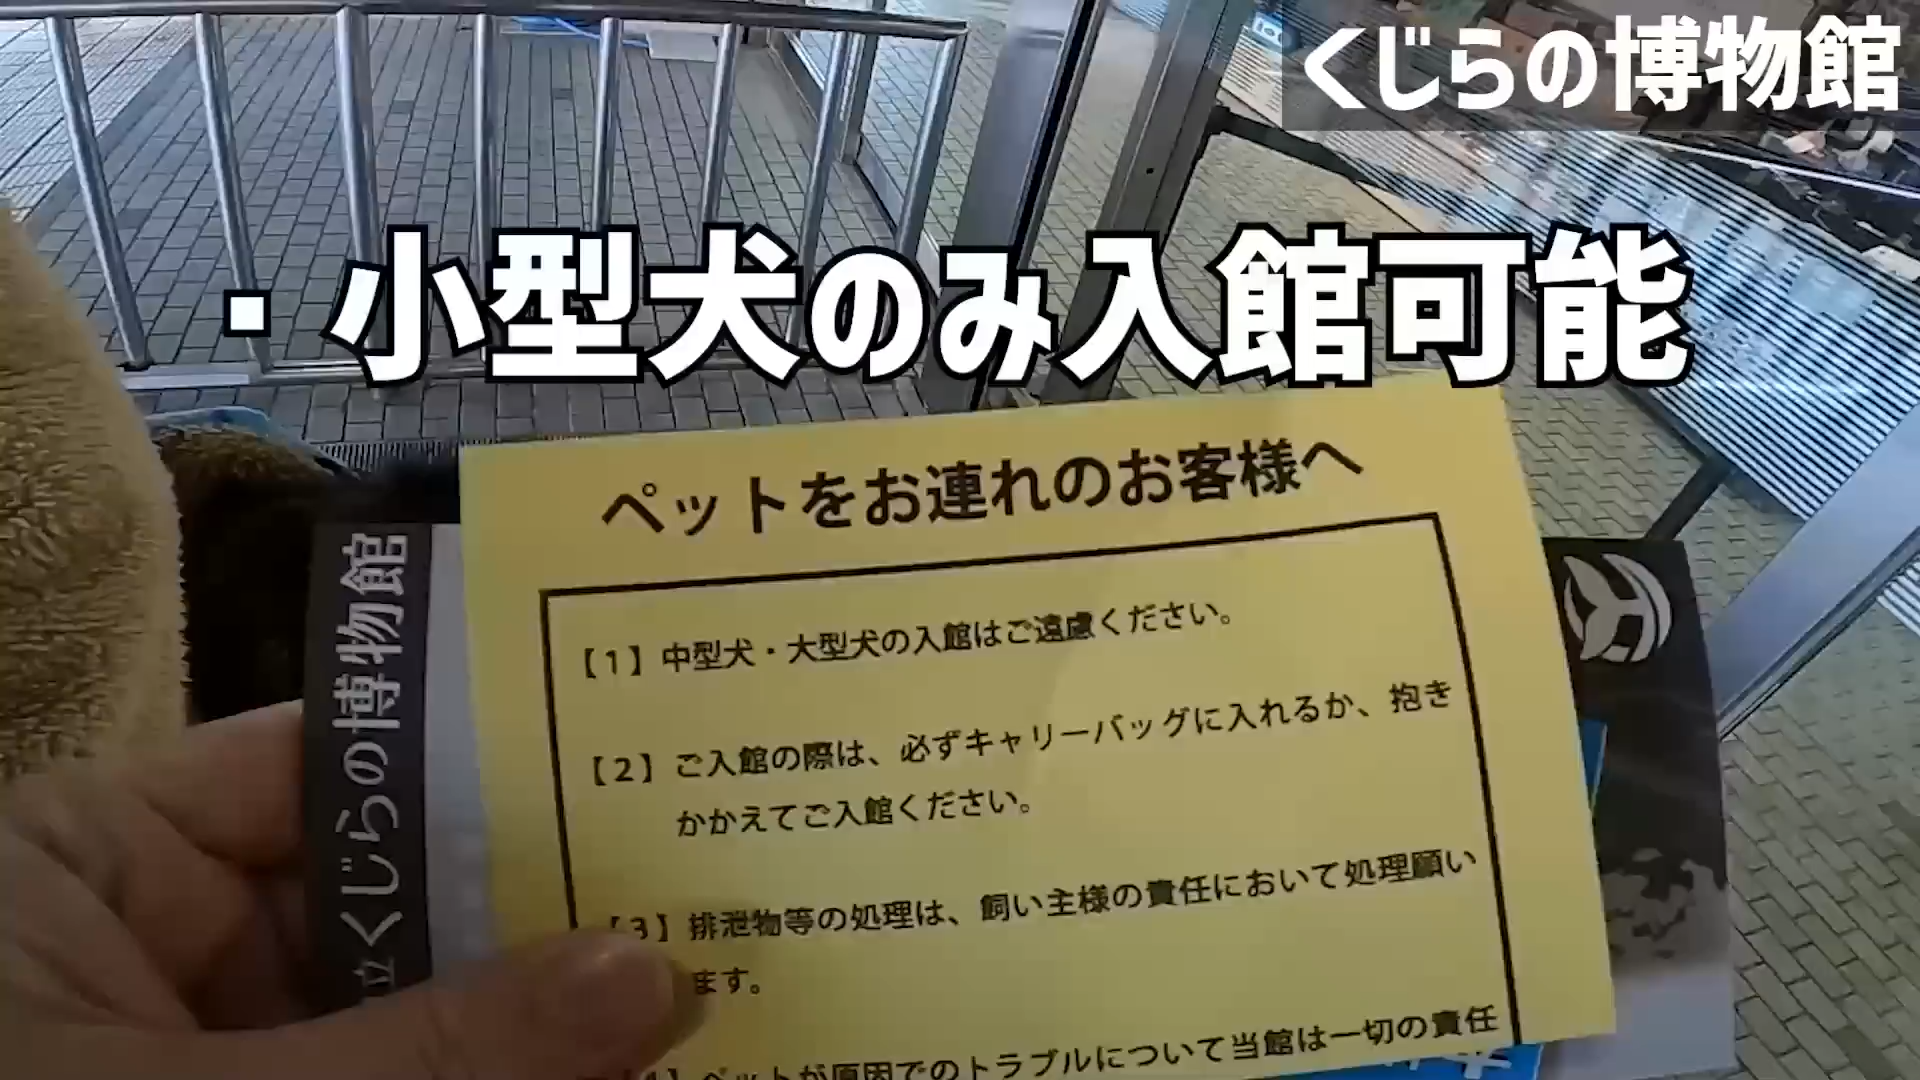 くじらの博物館
・小型犬のみ入館可能
ペットをお連れのお客様へ
【1】中型犬・大型犬の入館はご遠慮ください。
【2】ご入館の際は、必ずキャリーバッグに入れるか、抱き
かかえてご入館ください。
【3】排泄物等の処理は、飼い主様の責任において処理願い
ます。
ペットが原因でのトラブルについて当館は一切の責任
立くじらの博物館